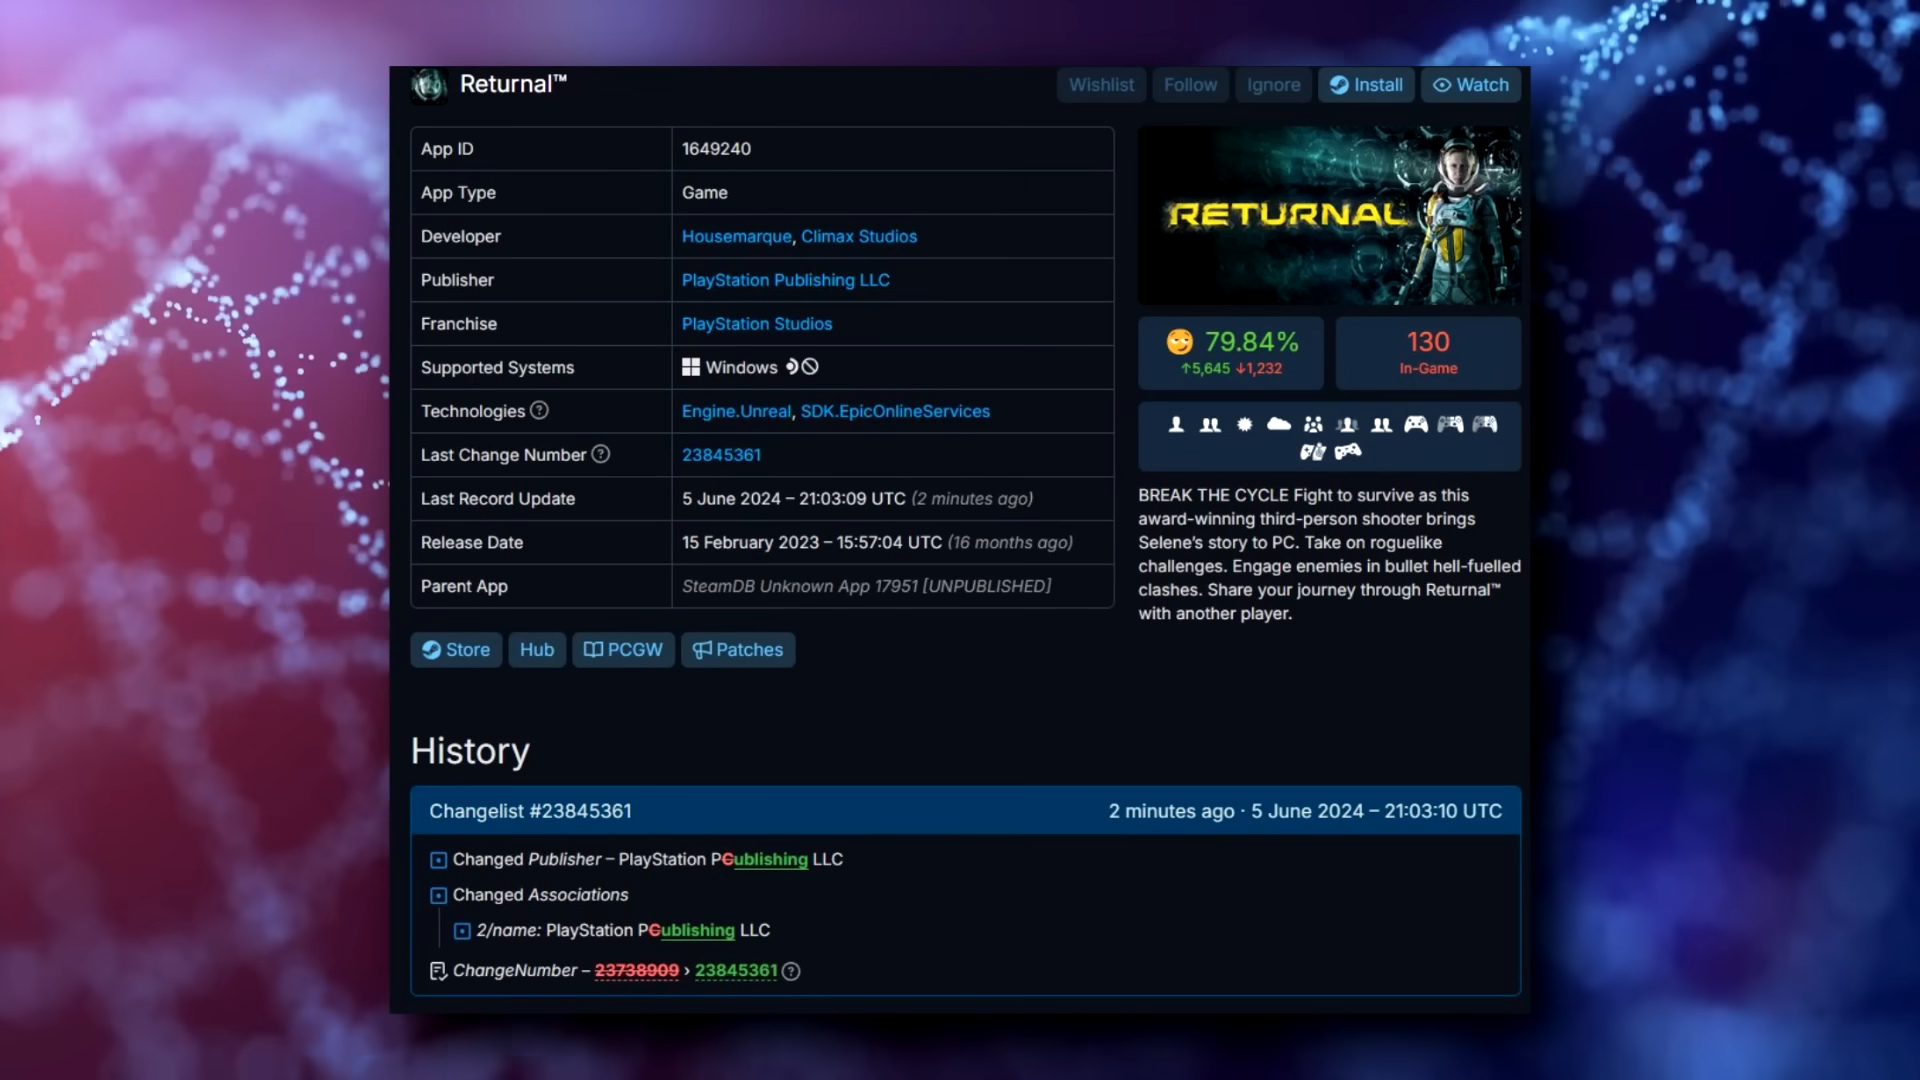 Returnal™
Wishlist Follow Ignore Install Watch
App ID 1649240
App Type Game
Developer Housemarque, Climax Studios
Publisher PlayStation Publishing LLC
Franchise PlayStation Studios
Supported Systems Windows
Technologies ? Engine.Unreal, SDK.EpicOnlineServices
Last Change Number ? 23845361
Last Record Update 5 June 2024 – 21:03:09 UTC (2 minutes ago)
Release Date 15 February 2023 – 15:57:04 UTC (16 months ago)
Parent App SteamDB Unknown App 17951 [UNPUBLISHED]
Store Hub PCGW Patches
RETURNAL
79.84%
↑5,645 ↓1,232
130
In-Game
BREAK THE CYCLE Fight to survive as this
award-winning third-person shooter brings
Selene's story to PC. Take on roguelike
challenges. Engage enemies in bullet hell-fuelled
clashes. Share your journey through Returnal™
with another player.
History
Changelist #23845361 2 minutes ago · 5 June 2024 – 21:03:10 UTC
Changed Publisher – PlayStation PCublishing LLC
Changed Associations
2/name: PlayStation PCublishing LLC
ChangeNumber – 23738909 › 23845361 ?